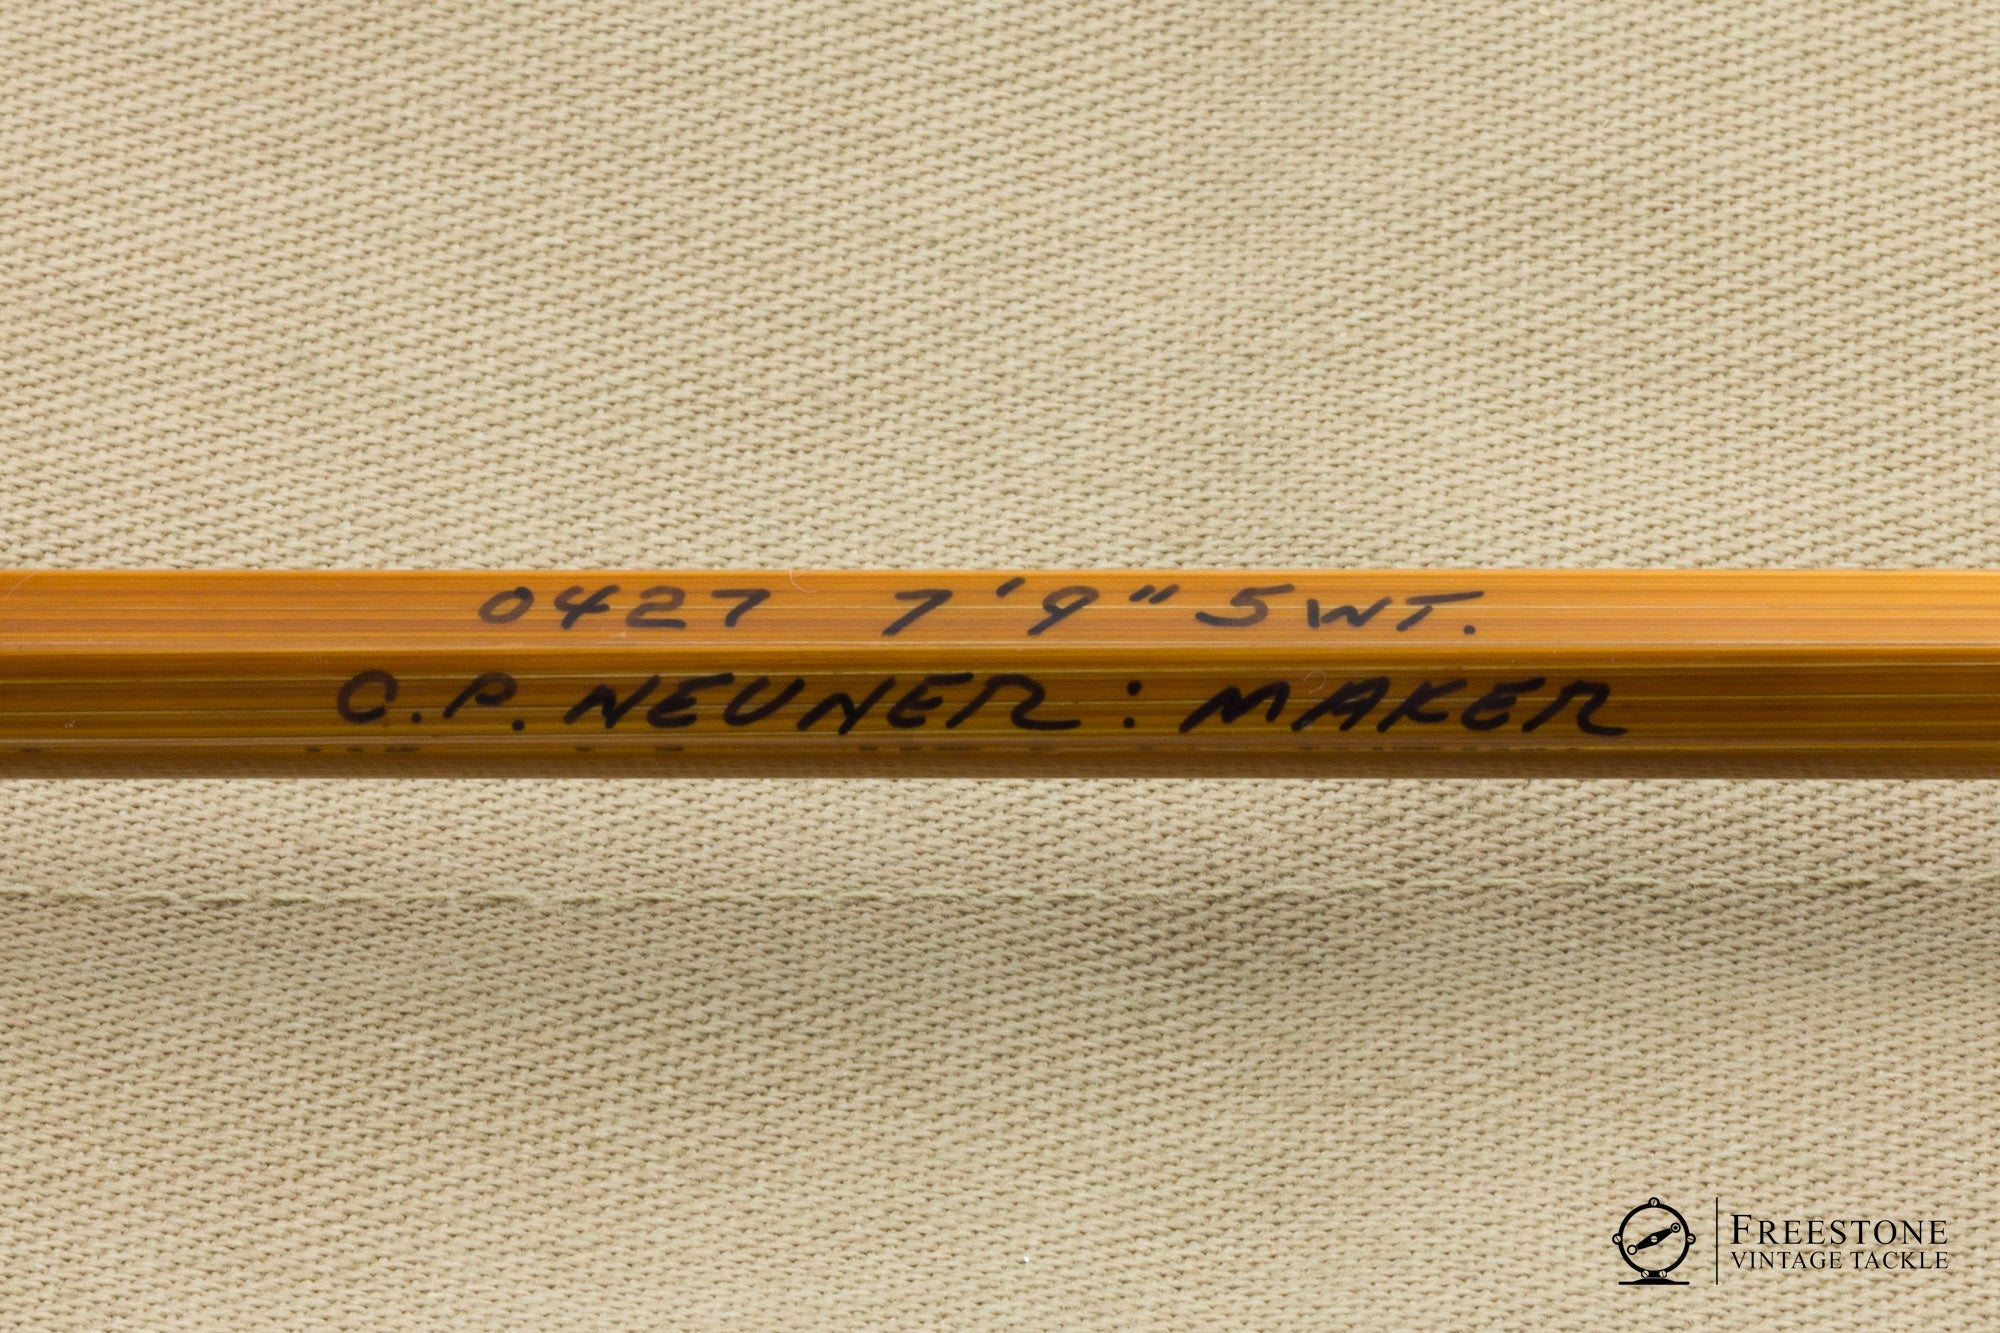 0427 7'9" 5WT.
O.P. NEUNER : MAKER
FREESTONE
VINTAGE TACKLE